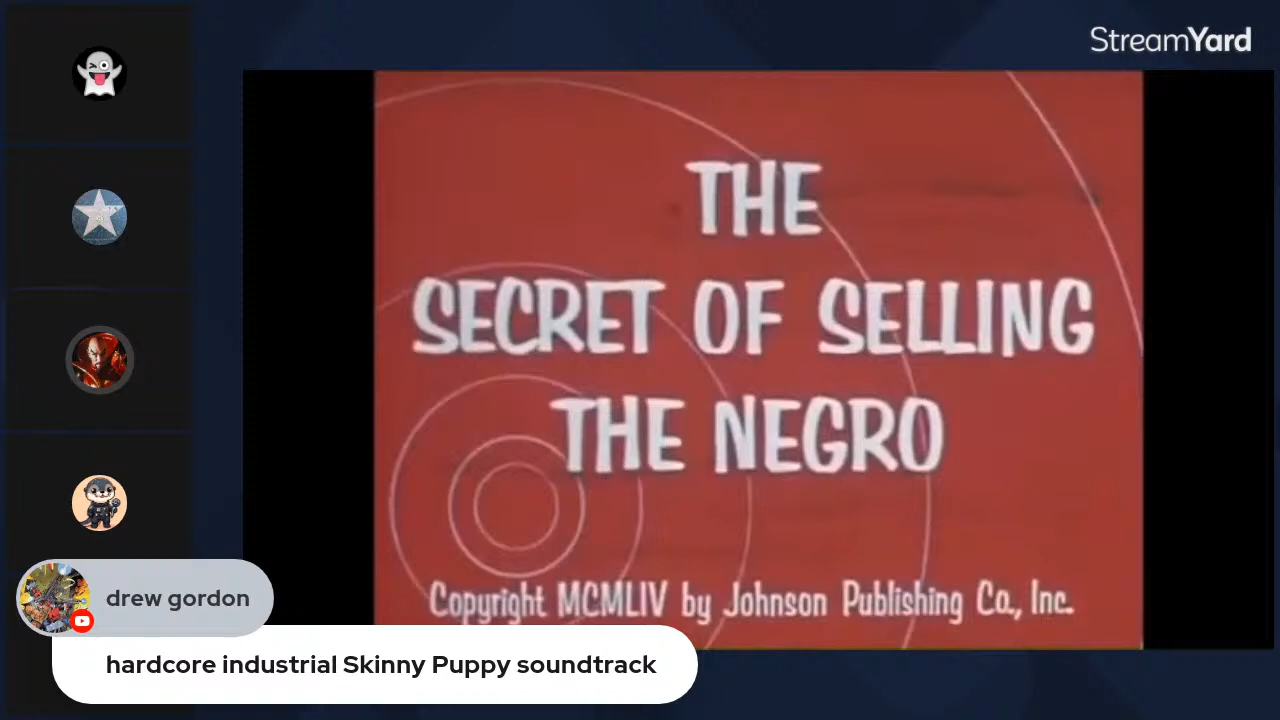 StreamYard
THE
SECRET OF SELLING
THE NEGRO
Copyright MCMLIV by Johnson Publishing Co., Inc.
drew gordon
hardcore industrial Skinny Puppy soundtrack